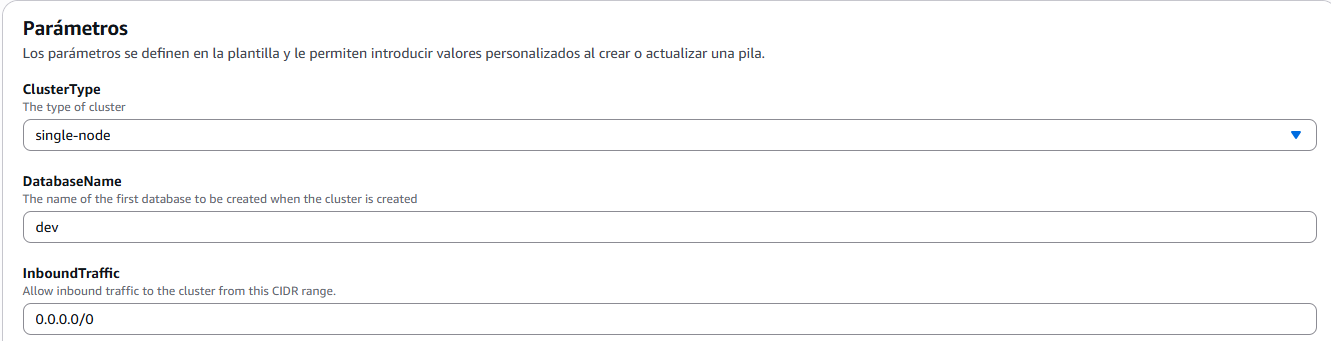 Parámetros
Los parámetros se definen en la plantilla y le permiten introducir valores personalizados al crear o actualizar una pila.
ClusterType
The type of cluster
single-node
DatabaseName
The name of the first database to be created when the cluster is created
dev
InboundTraffic
Allow inbound traffic to the cluster from this CIDR range.
0.0.0.0/0